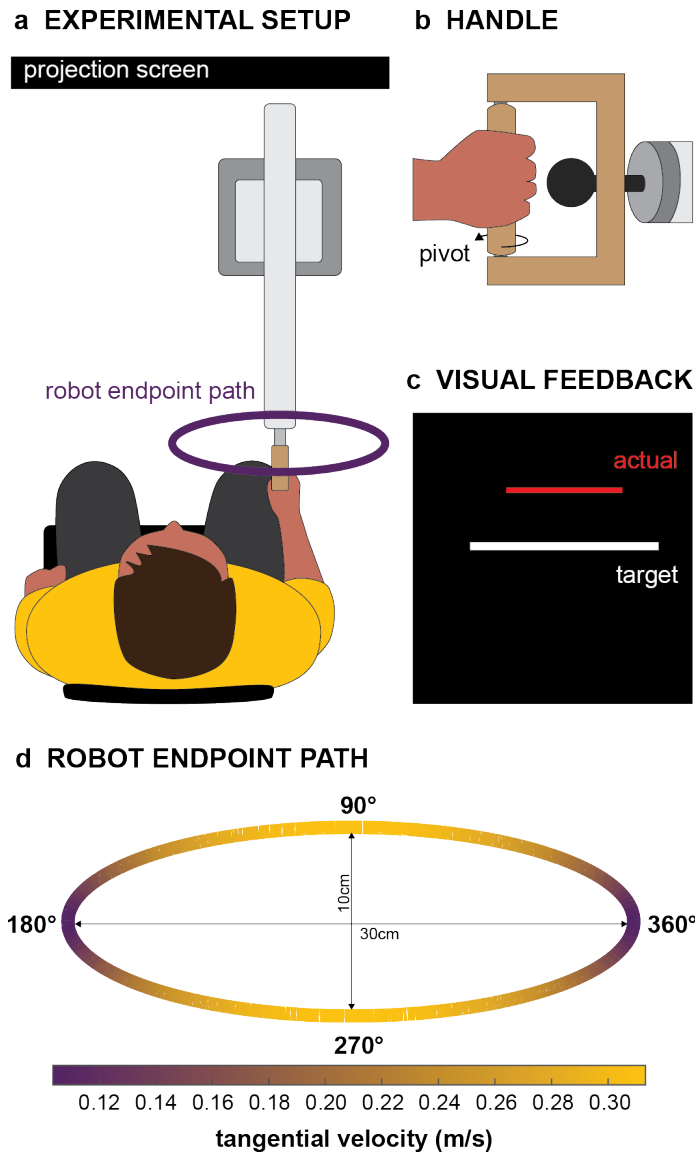 a EXPERIMENTAL SETUP
projection screen
robot endpoint path
b HANDLE
pivot
c VISUAL FEEDBACK
actual
target
d ROBOT ENDPOINT PATH
90°
10cm
180°
360°
30cm
270°
0.12 0.14 0.16 0.18 0.20 0.22 0.24 0.26 0.28 0.30
tangential velocity (m/s)